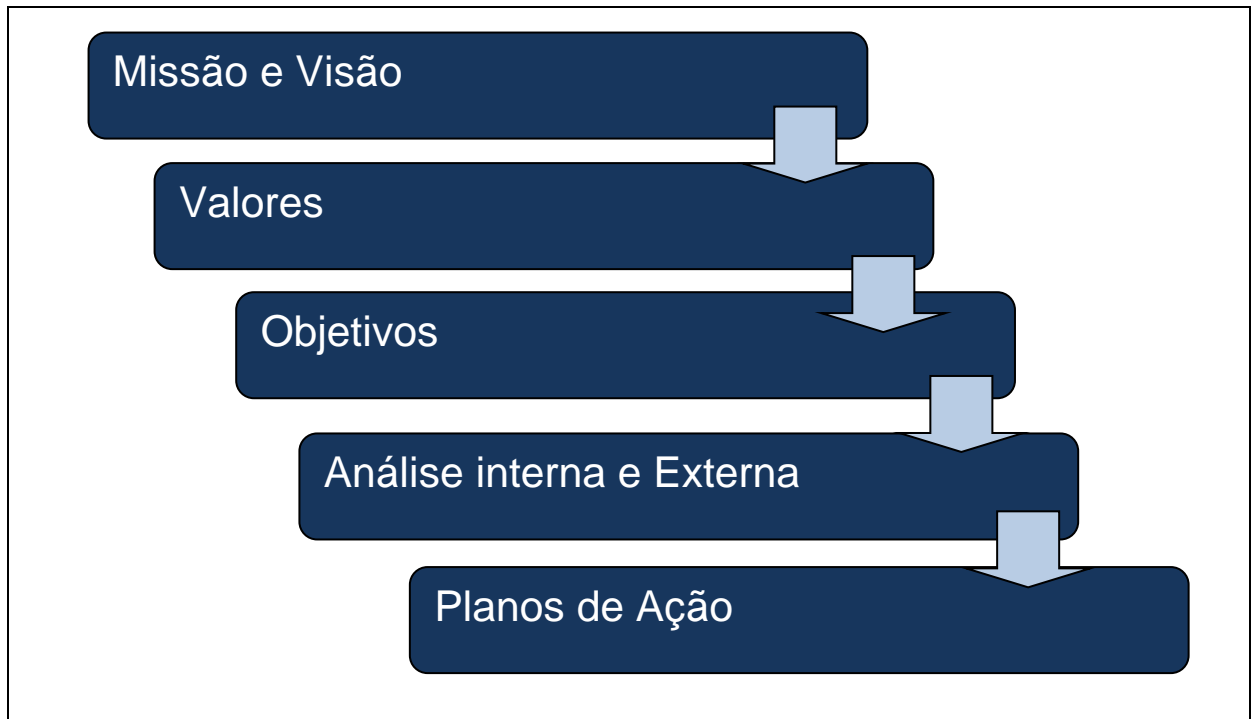 Missão e Visão
Valores
Objetivos
Análise interna e Externa
Planos de Ação